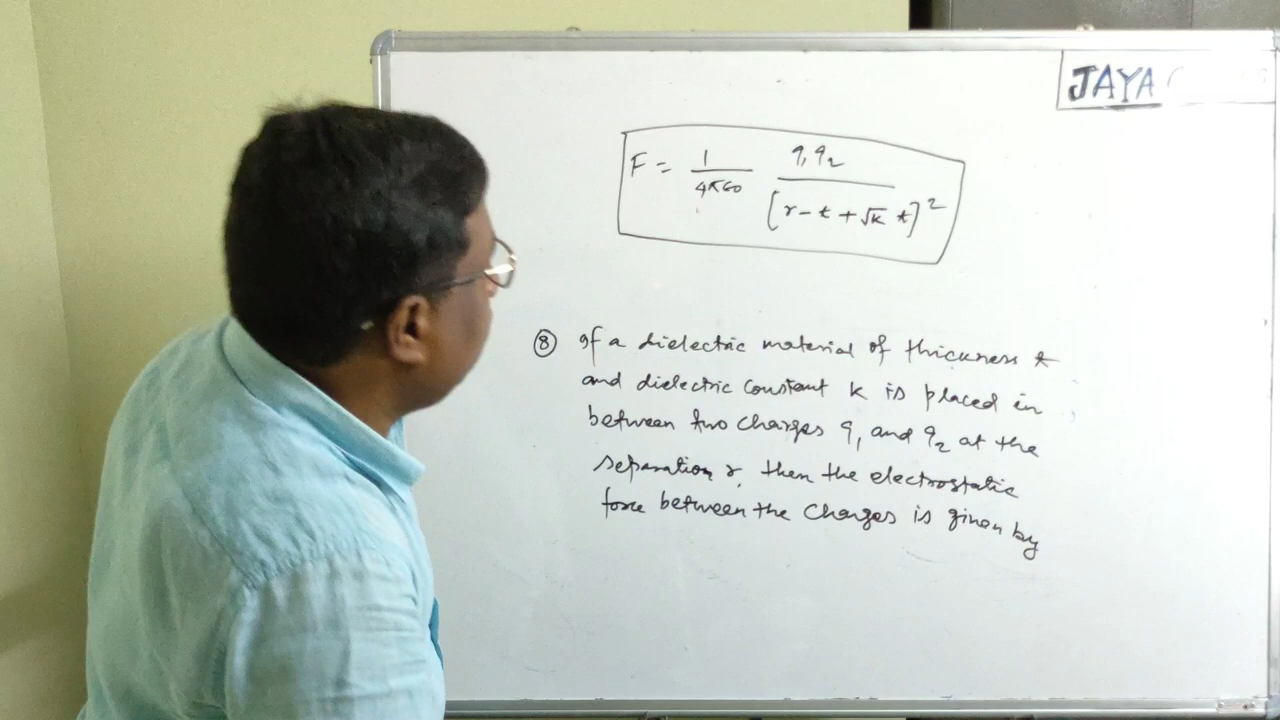 JAYA
F = 1/4πϵ0 q1q2/[r-t+√k t]²
⑧ If a dielectric material of thickness t
and dielectric constant k is placed in
between two charges q1 and q2 at the
separation r, then the electrostatic
force between the charges is given by